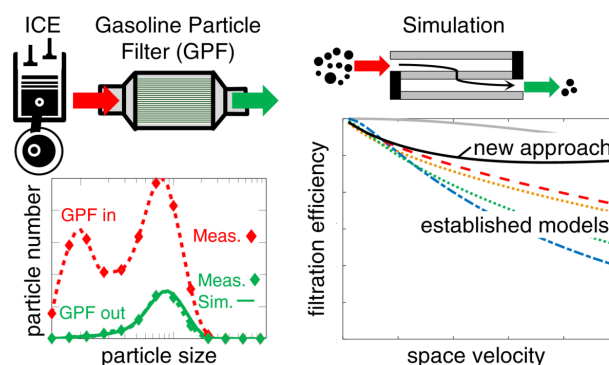 ICE
Gasoline Particle
Filter (GPF)
Simulation
particle number
GPF in
Meas.
Meas.
Sim.
GPF out
particle size
filtration efficiency
new approach
established models
space velocity